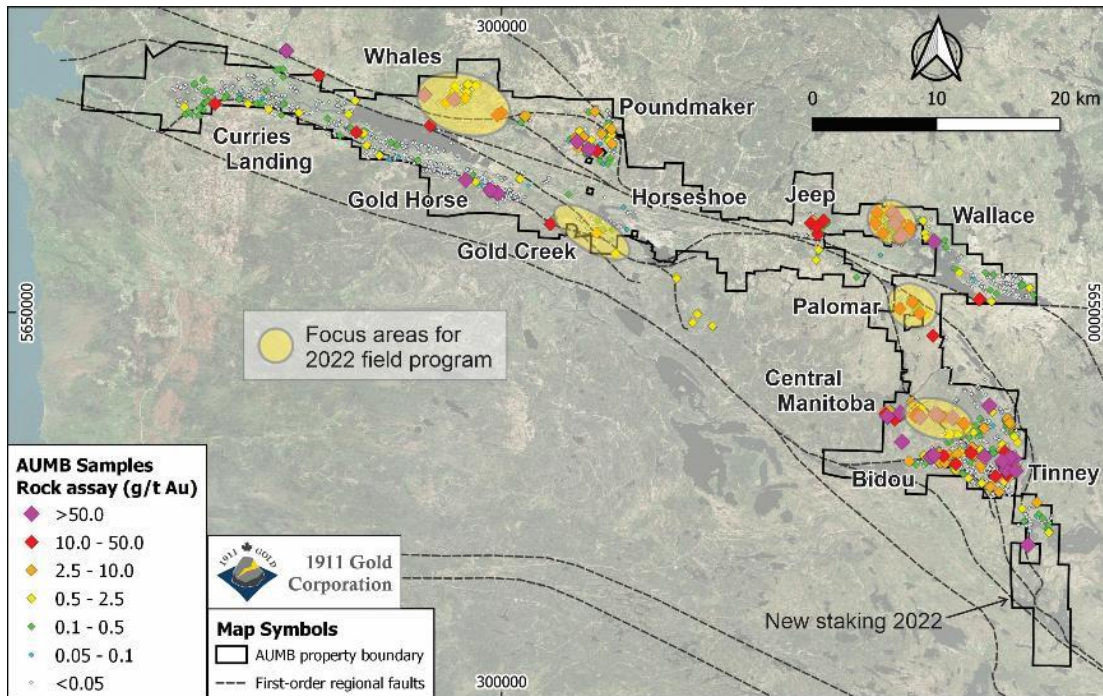 300000
Whales
Poundmaker
0 10 20 km
Curries
Landing
Gold Horse
Horseshoe
Jeep
Wallace
Gold Creek
5650000
5650000
Palomar
Focus areas for
2022 field program
Central
Manitoba
Bidou
Tinney
New staking 2022
AUMB Samples
Rock assay (g/t Au)
>50.0
10.0 - 50.0
2.5 - 10.0
0.5 - 2.5
0.1 - 0.5
0.05 - 0.1
<0.05
1911 GOLD
1911 Gold
Corporation
Map Symbols
AUMB property boundary
First-order regional faults
300000